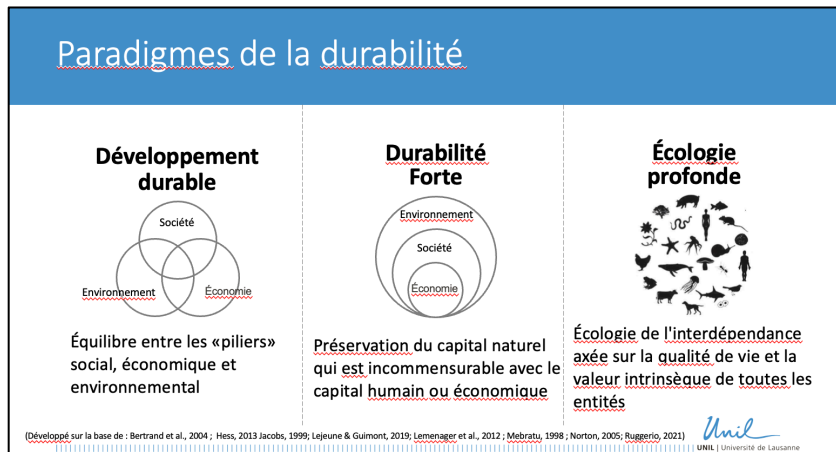 Paradigmes de la durabilité
Développement
durable
Société
Environnement
Économie
Équilibre entre les «piliers»
social, économique et
environnemental
Durabilité
Forte
Environnement
Société
Économie
Préservation du capital naturel
qui est incommensurable avec le
capital humain ou économique
Écologie
profonde
Écologie de l'interdépendance
axée sur la qualité de vie et la
valeur intrinsèque de toutes les
entités
(Développé sur la base de : Bertrand et al., 2004 ; Hess, 2013 Jacobs, 1999; Lejeune & Guimont, 2019; Lemenager et al., 2012 ; Mebratu, 1998 ; Norton, 2005; Ruggerio, 2021)
Unil
UNIL | Université de Lausanne